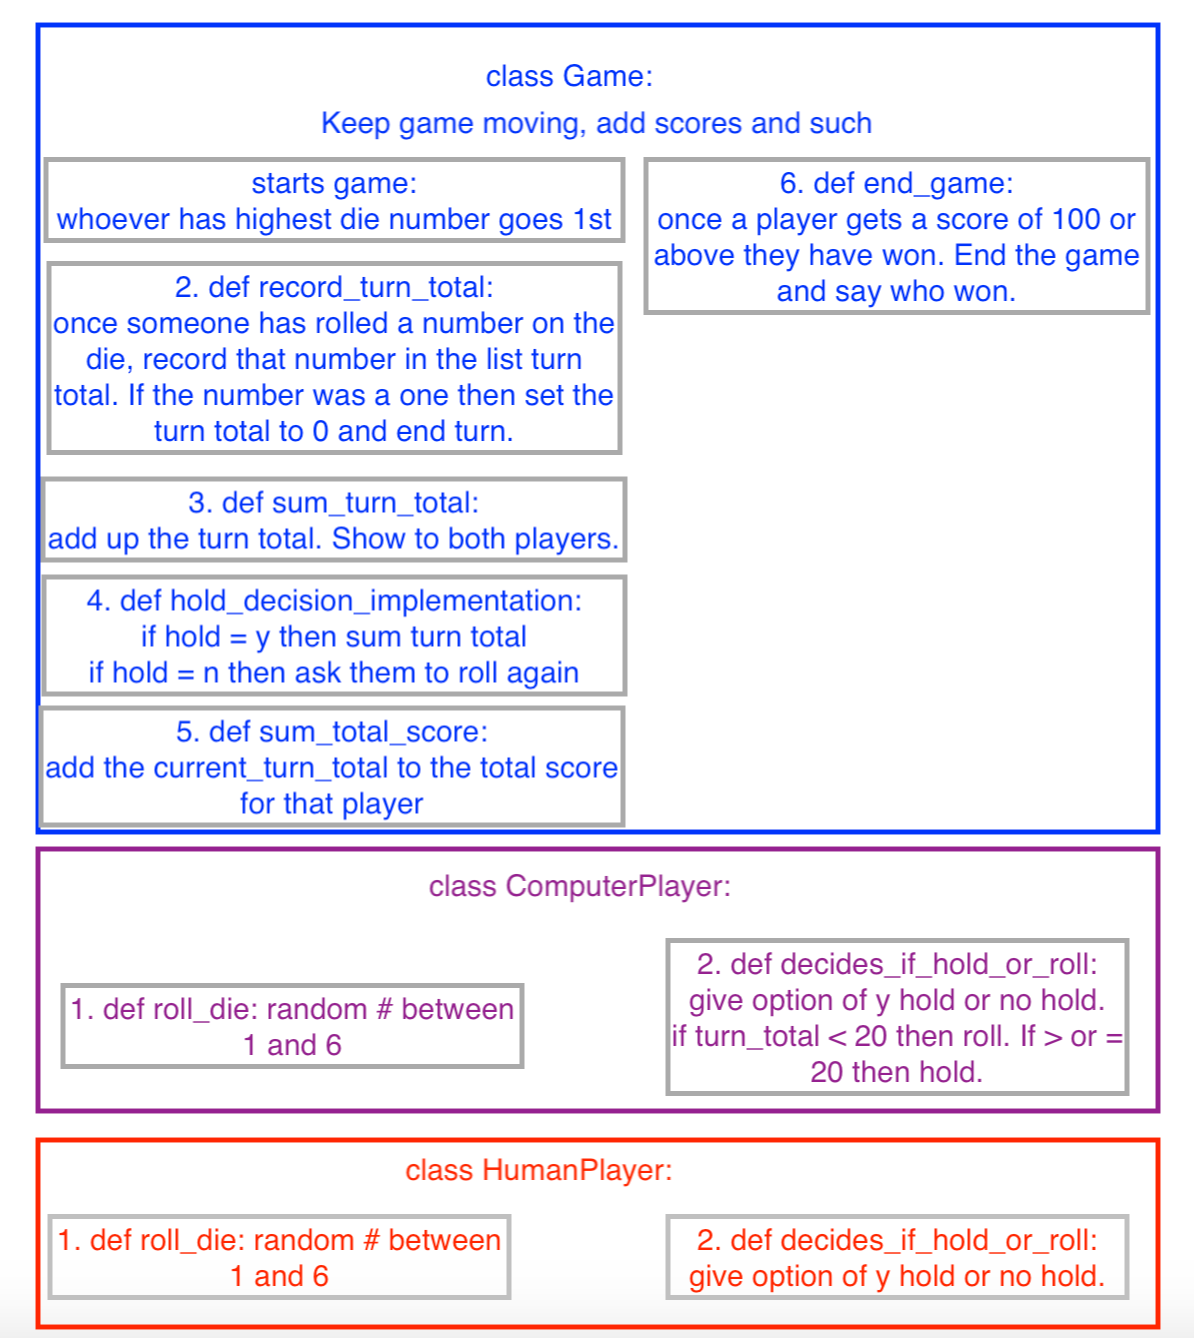 class Game:
Keep game moving, add scores and such
starts game:
whoever has highest die number goes 1st
2. def record_turn_total:
once someone has rolled a number on the
die, record that number in the list turn
total. If the number was a one then set the
turn total to 0 and end turn.
3. def sum_turn_total:
add up the turn total. Show to both players.
4. def hold_decision_implementation:
if hold = y then sum turn total
if hold = n then ask them to roll again
5. def sum_total_score:
add the current_turn_total to the total score
for that player
6. def end_game:
once a player gets a score of 100 or
above they have won. End the game
and say who won.
class ComputerPlayer:
1. def roll_die: random # between
1 and 6
2. def decides_if_hold_or_roll:
give option of y hold or no hold.
if turn_total < 20 then roll. If > or =
20 then hold.
class HumanPlayer:
1. def roll_die: random # between
1 and 6
2. def decides_if_hold_or_roll:
give option of y hold or no hold.